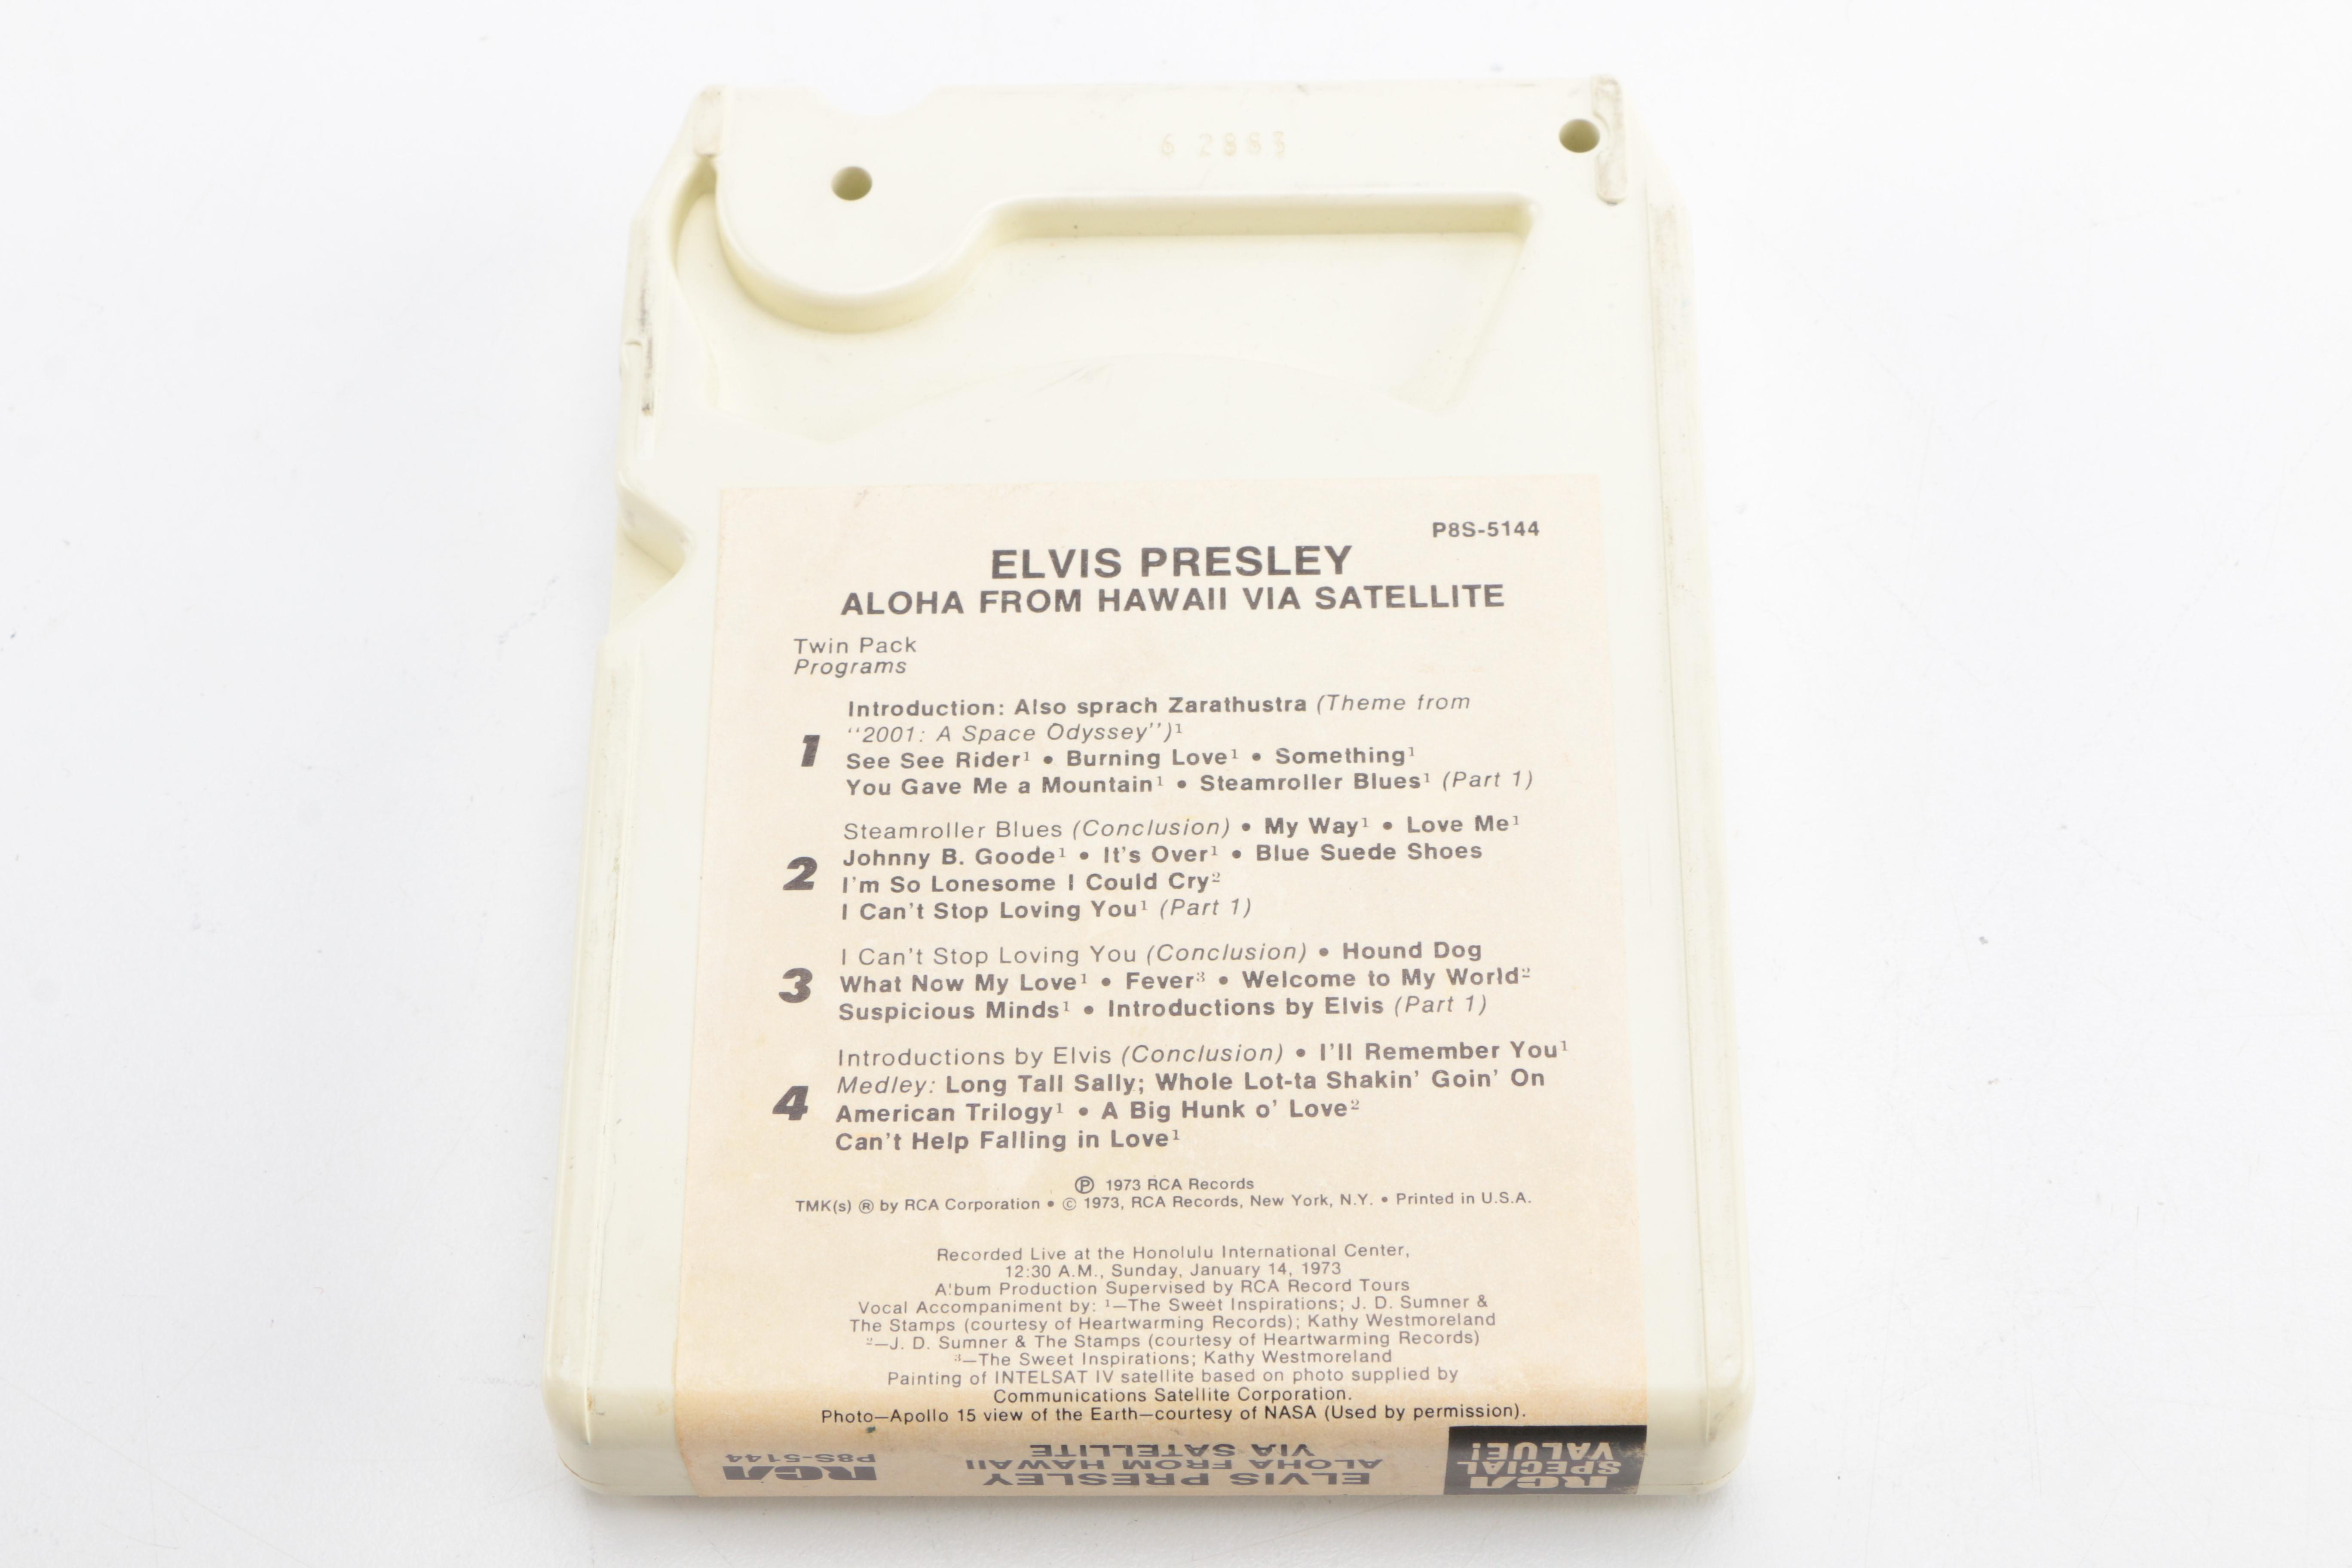 6 2883
P8S-5144
ELVIS PRESLEY
ALOHA FROM HAWAII VIA SATELLITE
Twin Pack
Programs
1
Introduction: Also sprach Zarathustra (Theme from
‘‘2001: A Space Odyssey’’)¹
See See Rider¹ • Burning Love¹ • Something¹
You Gave Me a Mountain¹ • Steamroller Blues¹ (Part 1)
2
Steamroller Blues (Conclusion) • My Way¹ • Love Me¹
Johnny B. Goode¹ • It's Over¹ • Blue Suede Shoes
I'm So Lonesome I Could Cry²
I Can't Stop Loving You¹ (Part 1)
3
I Can't Stop Loving You (Conclusion) • Hound Dog
What Now My Love¹ • Fever³ • Welcome to My World²
Suspicious Minds¹ • Introductions by Elvis (Part 1)
4
Introductions by Elvis (Conclusion) • I'll Remember You¹
Medley: Long Tall Sally; Whole Lot-ta Shakin' Goin' On
American Trilogy¹ • A Big Hunk o' Love²
Can't Help Falling in Love¹
℗ 1973 RCA Records
TMK(s) ® by RCA Corporation • © 1973, RCA Records, New York, N.Y. • Printed in U.S.A.
Recorded Live at the Honolulu International Center,
12:30 A.M., Sunday, January 14, 1973
Album Production Supervised by RCA Record Tours
Vocal Accompaniment by: ¹—The Sweet Inspirations; J. D. Sumner &
The Stamps (courtesy of Heartwarming Records); Kathy Westmoreland
²—J. D. Sumner & The Stamps (courtesy of Heartwarming Records)
³—The Sweet Inspirations; Kathy Westmoreland
Painting of INTELSAT IV satellite based on photo supplied by
Communications Satellite Corporation.
Photo—Apollo 15 view of the Earth—courtesy of NASA (Used by permission).
RCA
SPECIAL
VALUE!
ELVIS PRESLEY
ALOHA FROM HAWAII
VIA SATELLITE
RCA
P8S-5144